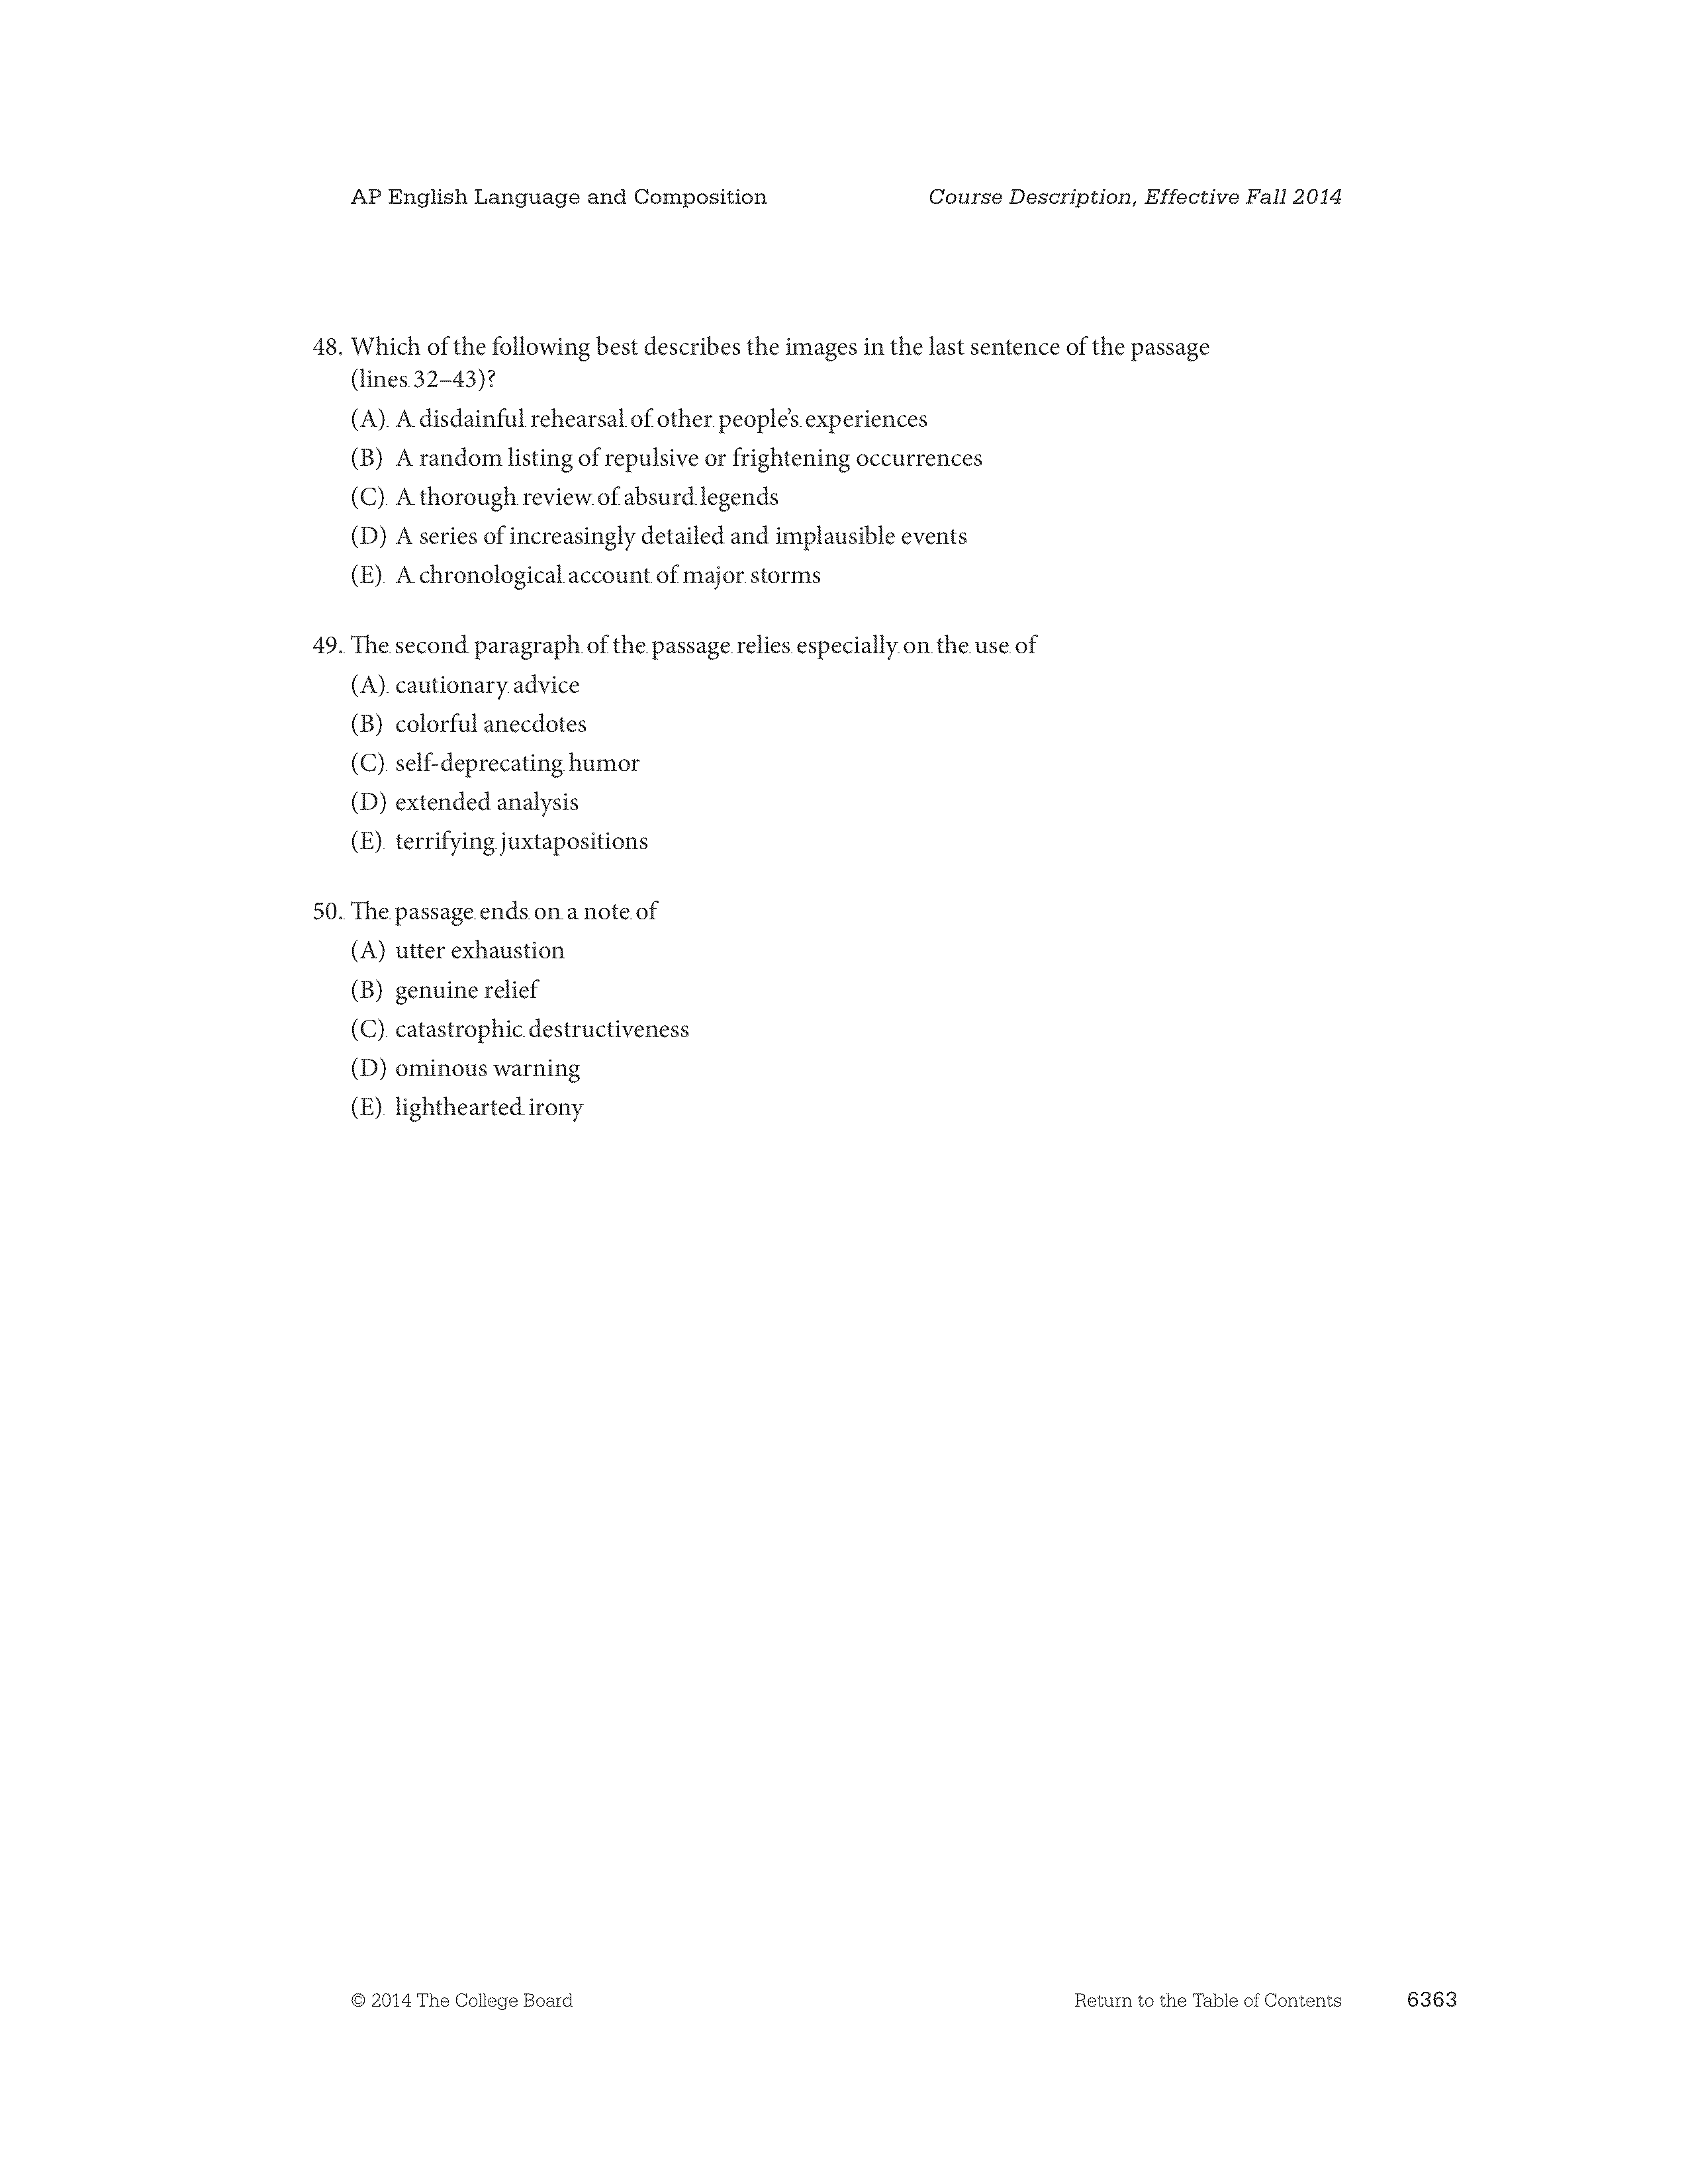 AP English Language and Composition Course Description, Effective Fall 2014
48. Which of the following best describes the images in the last sentence of the passage
(lines 32–43)?
(A) A disdainful rehearsal of other people’s experiences
(B) A random listing of repulsive or frightening occurrences
(C) A thorough review of absurd legends
(D) A series of increasingly detailed and implausible events
(E) A chronological account of major storms
49. The second paragraph of the passage relies especially on the use of
(A) cautionary advice
(B) colorful anecdotes
(C) self-deprecating humor
(D) extended analysis
(E) terrifying juxtapositions
50. The passage ends on a note of
(A) utter exhaustion
(B) genuine relief
(C) catastrophic destructiveness
(D) ominous warning
(E) lighthearted irony
© 2014 The College Board Return to the Table of Contents 6363